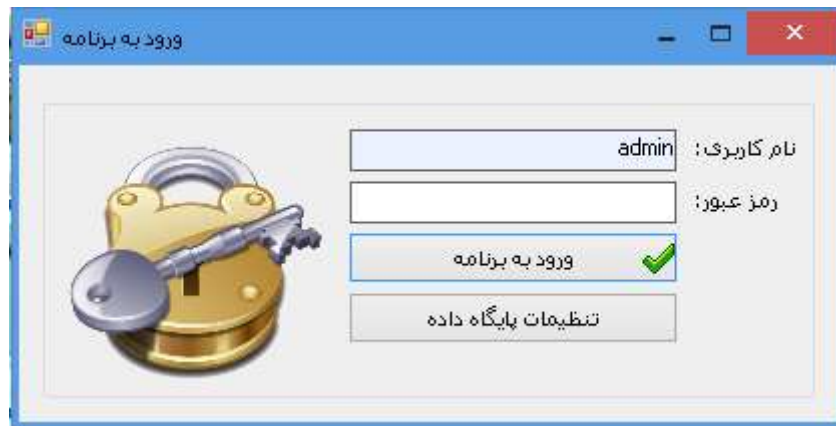 ورود به برنامه
نام کاربری: admin
رمز عبور:
ورود به برنامه
تنظیمات پایگاه داده